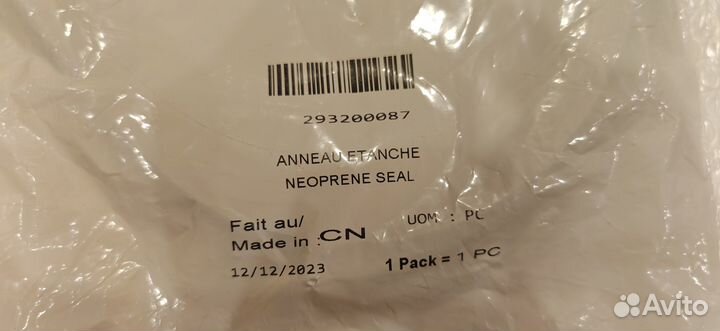 293200087
ANNEAU ETANCHE
NEOPRENE SEAL
Fait au/
Made in : CN
UOM : PC
12/12/2023
1 Pack = 1 PC
Avito